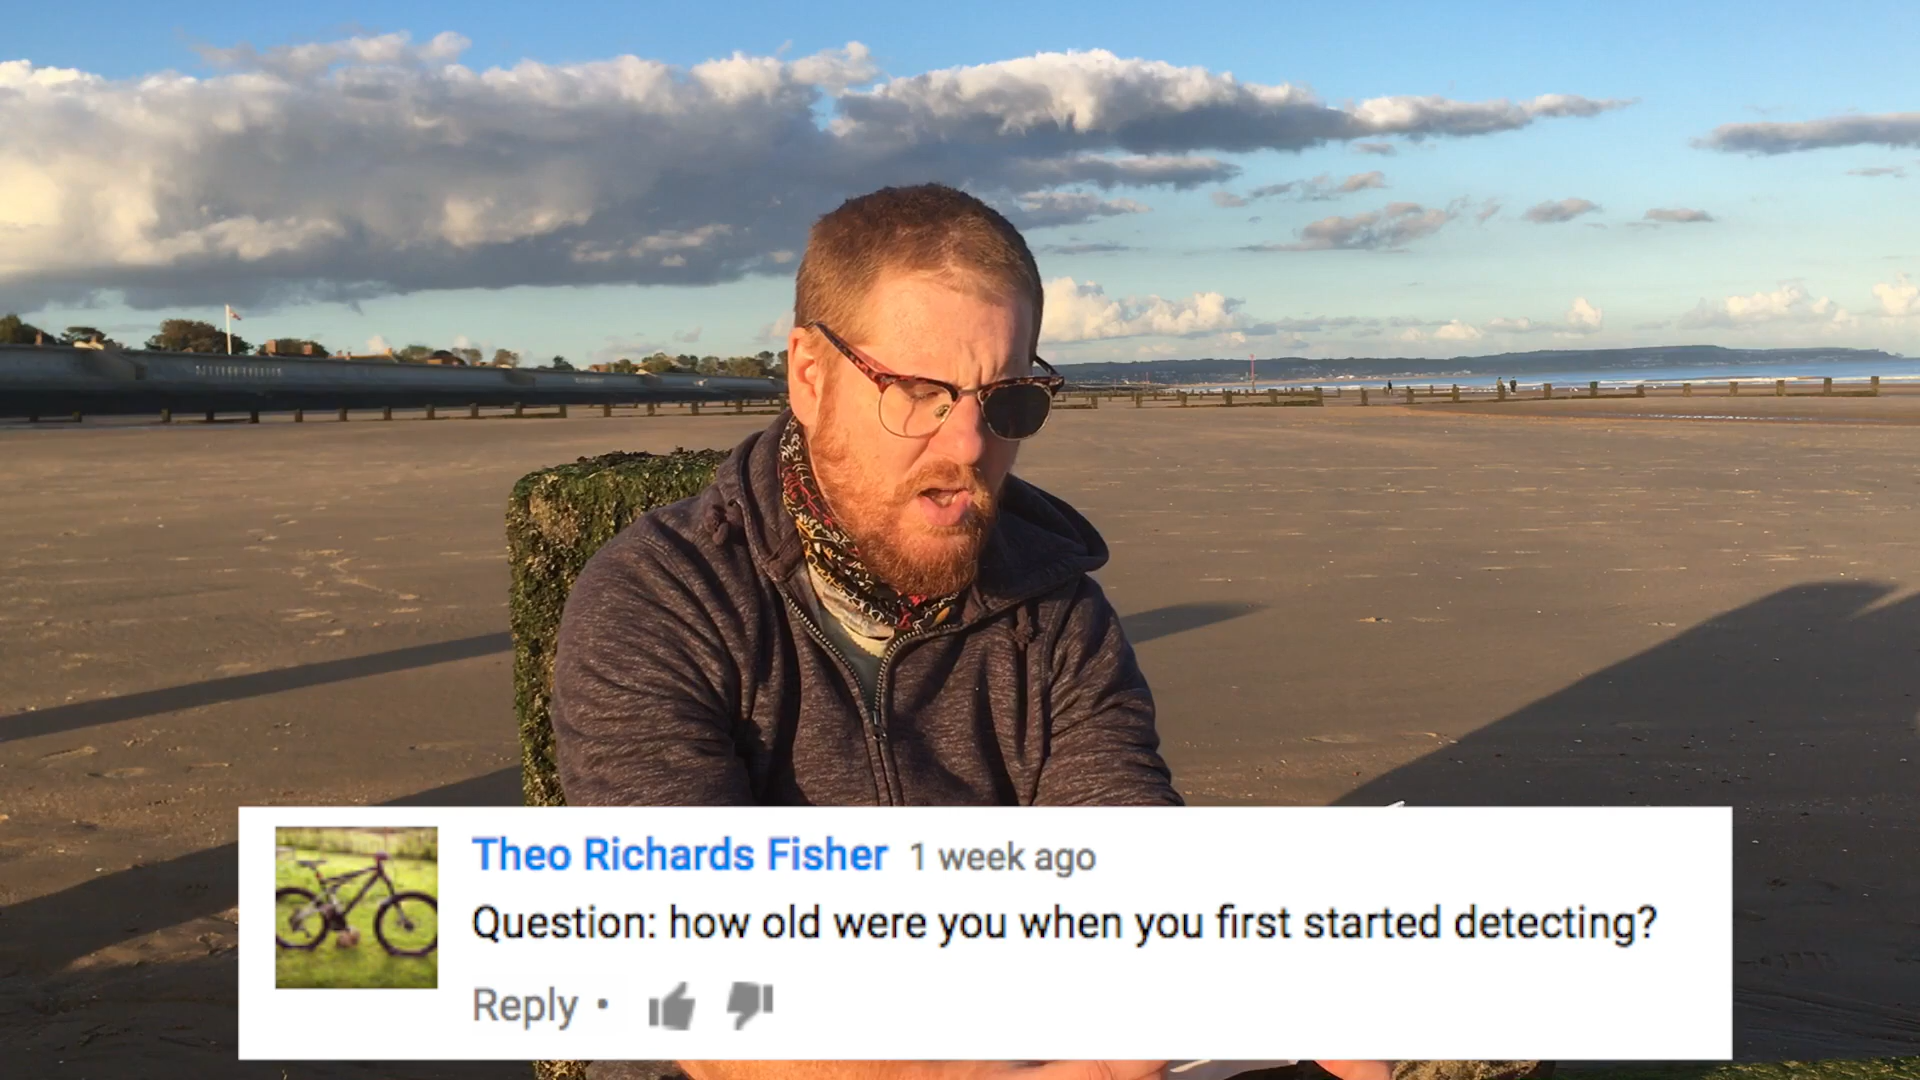 Theo Richards Fisher 1 week ago
Question: how old were you when you first started detecting?
Reply •